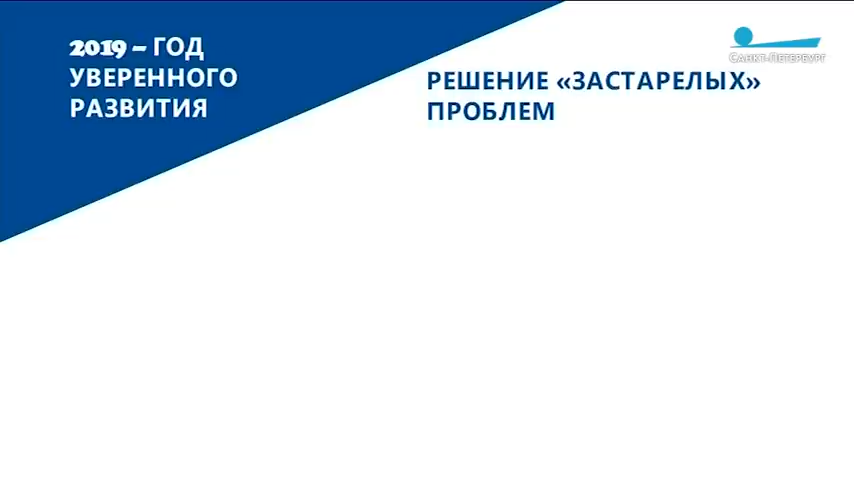 2019 – ГОД
УВЕРЕННОГО
РАЗВИТИЯ
РЕШЕНИЕ «ЗАСТАРЕЛЫХ»
ПРОБЛЕМ
САНКТ-ПЕТЕРБУРГ